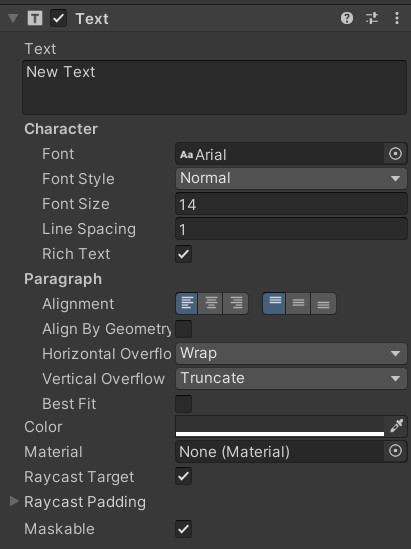 Text
Text
New Text
Character
Font Aa Arial
Font Style Normal
Font Size 14
Line Spacing 1
Rich Text
Paragraph
Alignment
Align By Geometry
Horizontal Overflo Wrap
Vertical Overflow Truncate
Best Fit
Color
Material None (Material)
Raycast Target
Raycast Padding
Maskable